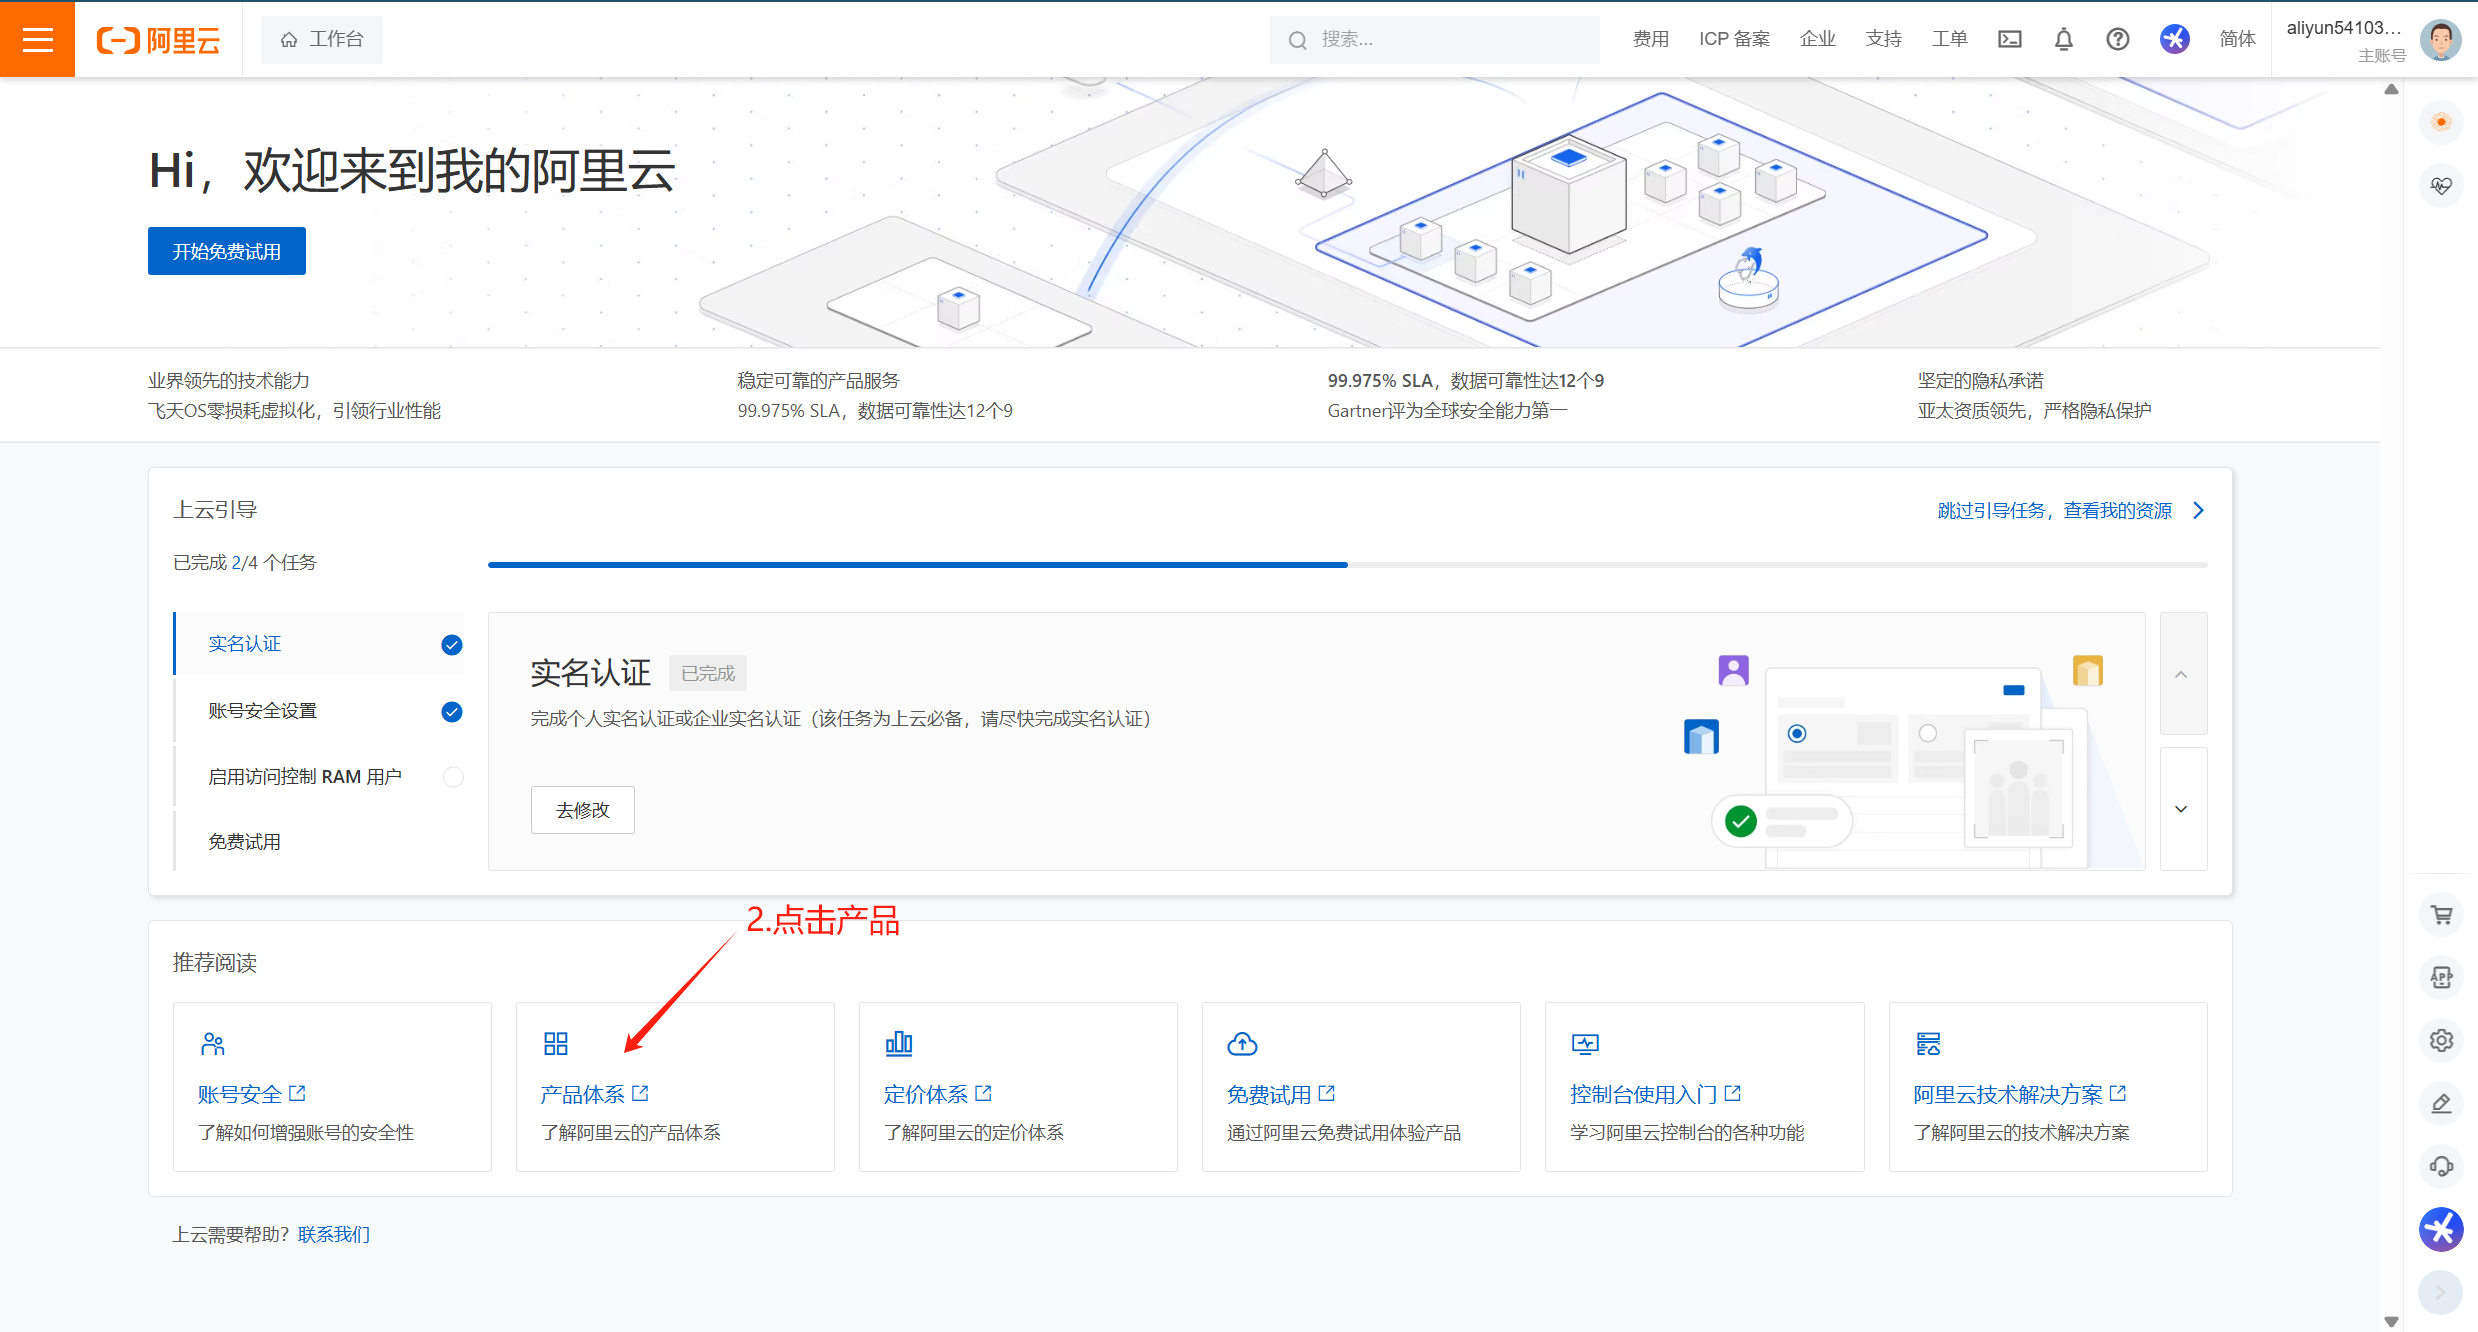 阿里云
工作台
搜索...
费用
ICP 备案
企业
支持
工单
简体
aliyun54103...
主账号
Hi，欢迎来到我的阿里云
开始免费试用
业界领先的技术能力
飞天OS零损耗虚拟化，引领行业性能
稳定可靠的产品服务
99.975% SLA，数据可靠性达12个9
99.975% SLA，数据可靠性达12个9
Gartner评为全球安全能力第一
坚定的隐私承诺
亚太资质领先，严格隐私保护
上云引导
跳过引导任务，查看我的资源
已完成 2/4 个任务
实名认证
账号安全设置
启用访问控制 RAM 用户
免费试用
实名认证
已完成
完成个人实名认证或企业实名认证（该任务为上云必备，请尽快完成实名认证）
去修改
2.点击产品
推荐阅读
账号安全
了解如何增强账号的安全性
产品体系
了解阿里云的产品体系
定价体系
了解阿里云的定价体系
免费试用
通过阿里云免费试用体验产品
控制台使用入门
学习阿里云控制台的各种功能
阿里云技术解决方案
了解阿里云的技术解决方案
上云需要帮助？联系我们
APP